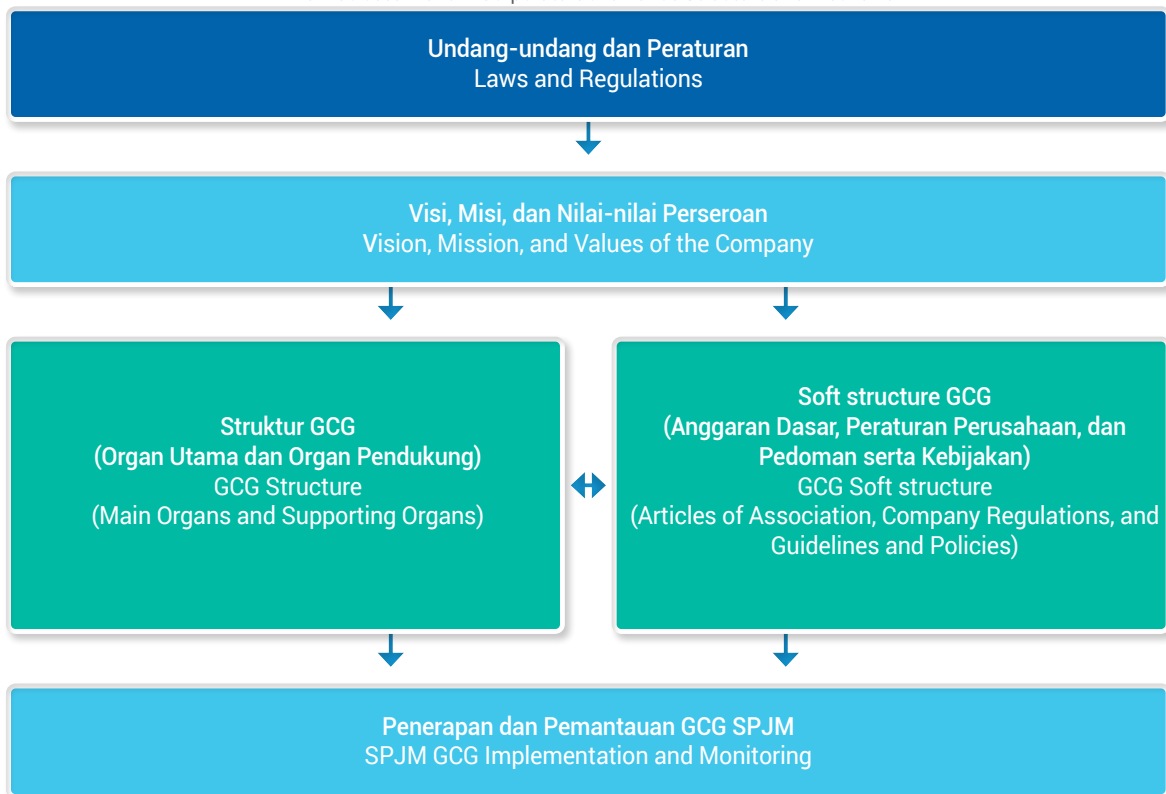 Undang-undang dan Peraturan
Laws and Regulations
Visi, Misi, dan Nilai-nilai Perseroan
Vision, Mission, and Values of the Company
Struktur GCG
(Organ Utama dan Organ Pendukung)
GCG Structure
(Main Organs and Supporting Organs)
Soft structure GCG
(Anggaran Dasar, Peraturan Perusahaan, dan
Pedoman serta Kebijakan)
GCG Soft structure
(Articles of Association, Company Regulations, and
Guidelines and Policies)
Penerapan dan Pemantauan GCG SPJM
SPJM GCG Implementation and Monitoring